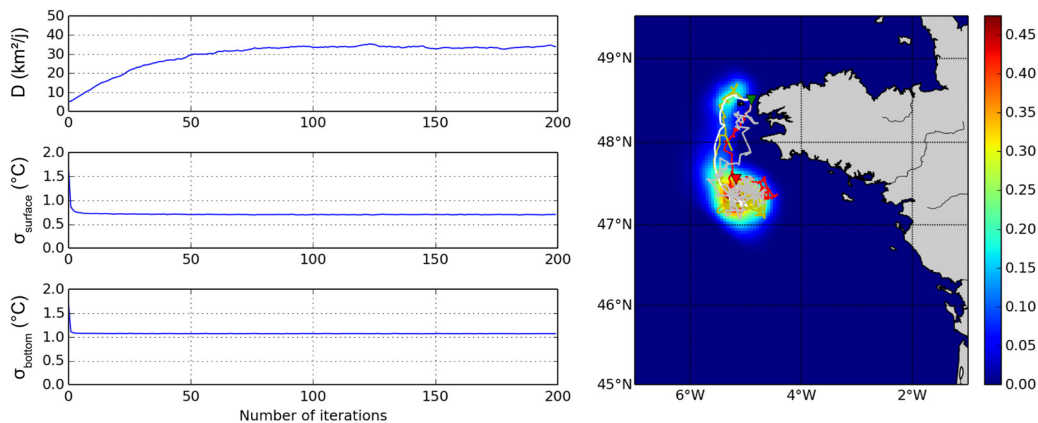 D (km²/j)
50
40
30
20
10
0
0 50 100 150 200
σsurface (°C)
2.0
1.5
1.0
0.5
0.0
0 50 100 150 200
σbottom (°C)
2.0
1.5
1.0
0.5
0.0
0 50 100 150 200
Number of iterations
49°N
48°N
47°N
46°N
45°N
6°W 4°W 2°W
0.45
0.40
0.35
0.30
0.25
0.20
0.15
0.10
0.05
0.00